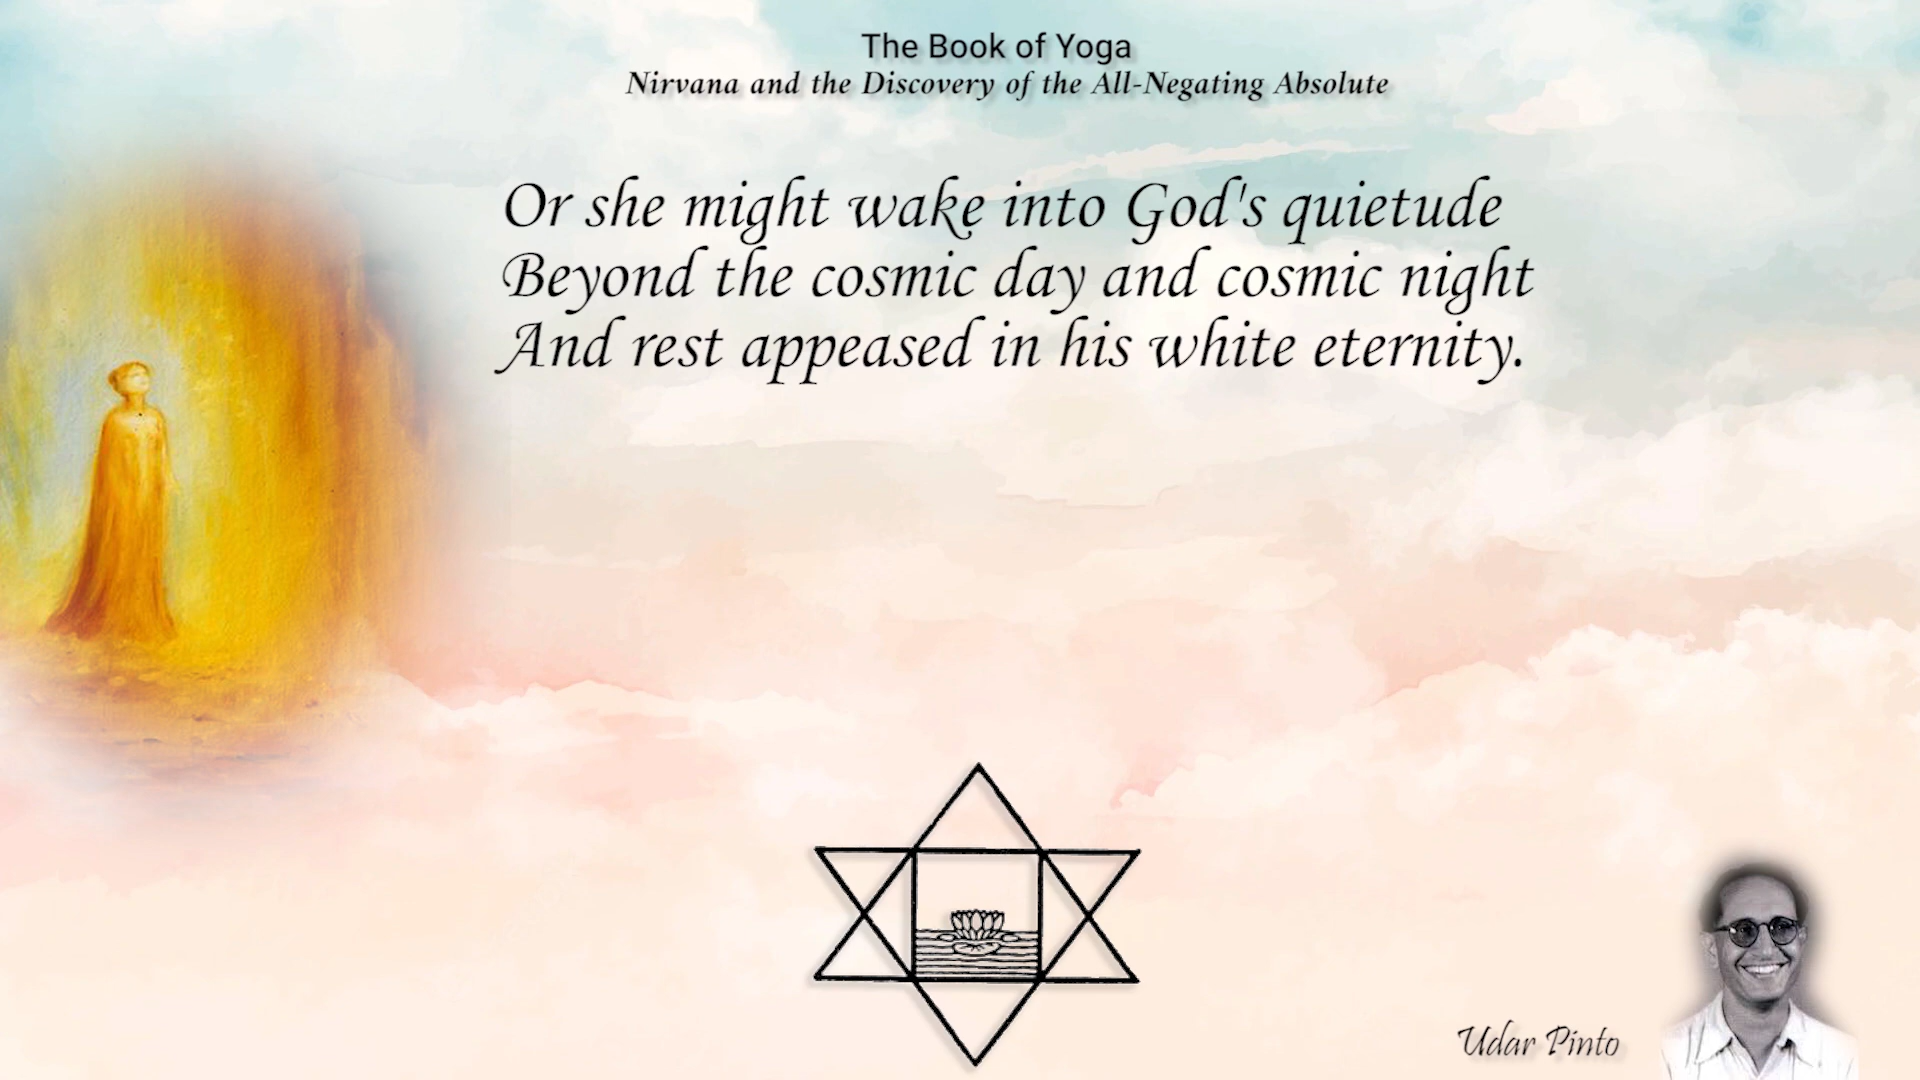 The Book of Yoga
Nirvana and the Discovery of the All-Negating Absolute
Or she might wake into God's quietude
Beyond the cosmic day and cosmic night
And rest appeased in his white eternity.
Udar Pinto